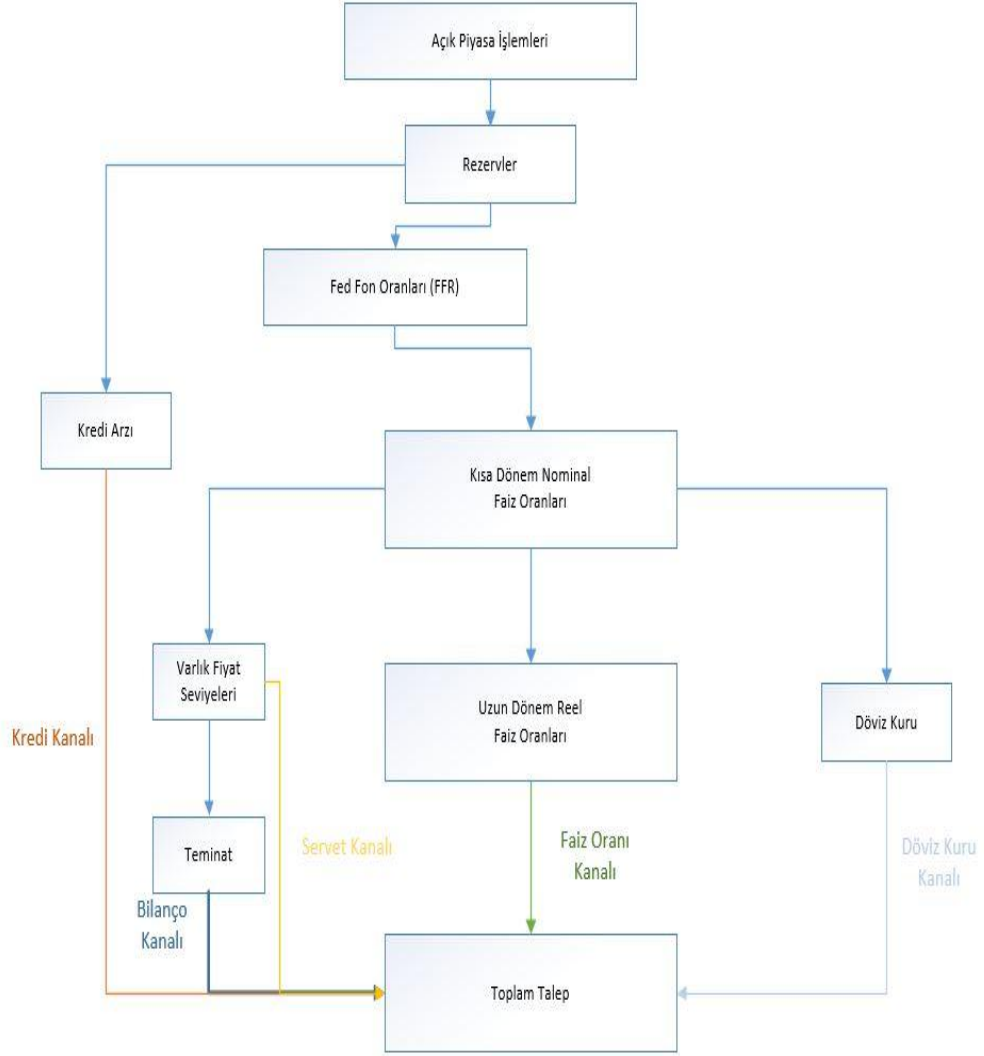 Açık Piyasa İşlemleri
Rezervler
Fed Fon Oranları (FFR)
Kredi Arzı
Kısa Dönem Nominal
Faiz Oranları
Varlık Fiyat
Seviyeleri
Uzun Dönem Reel
Faiz Oranları
Döviz Kuru
Kredi Kanalı
Teminat
Servet Kanalı
Faiz Oranı
Kanalı
Döviz Kuru
Kanalı
Bilanço
Kanalı
Toplam Talep